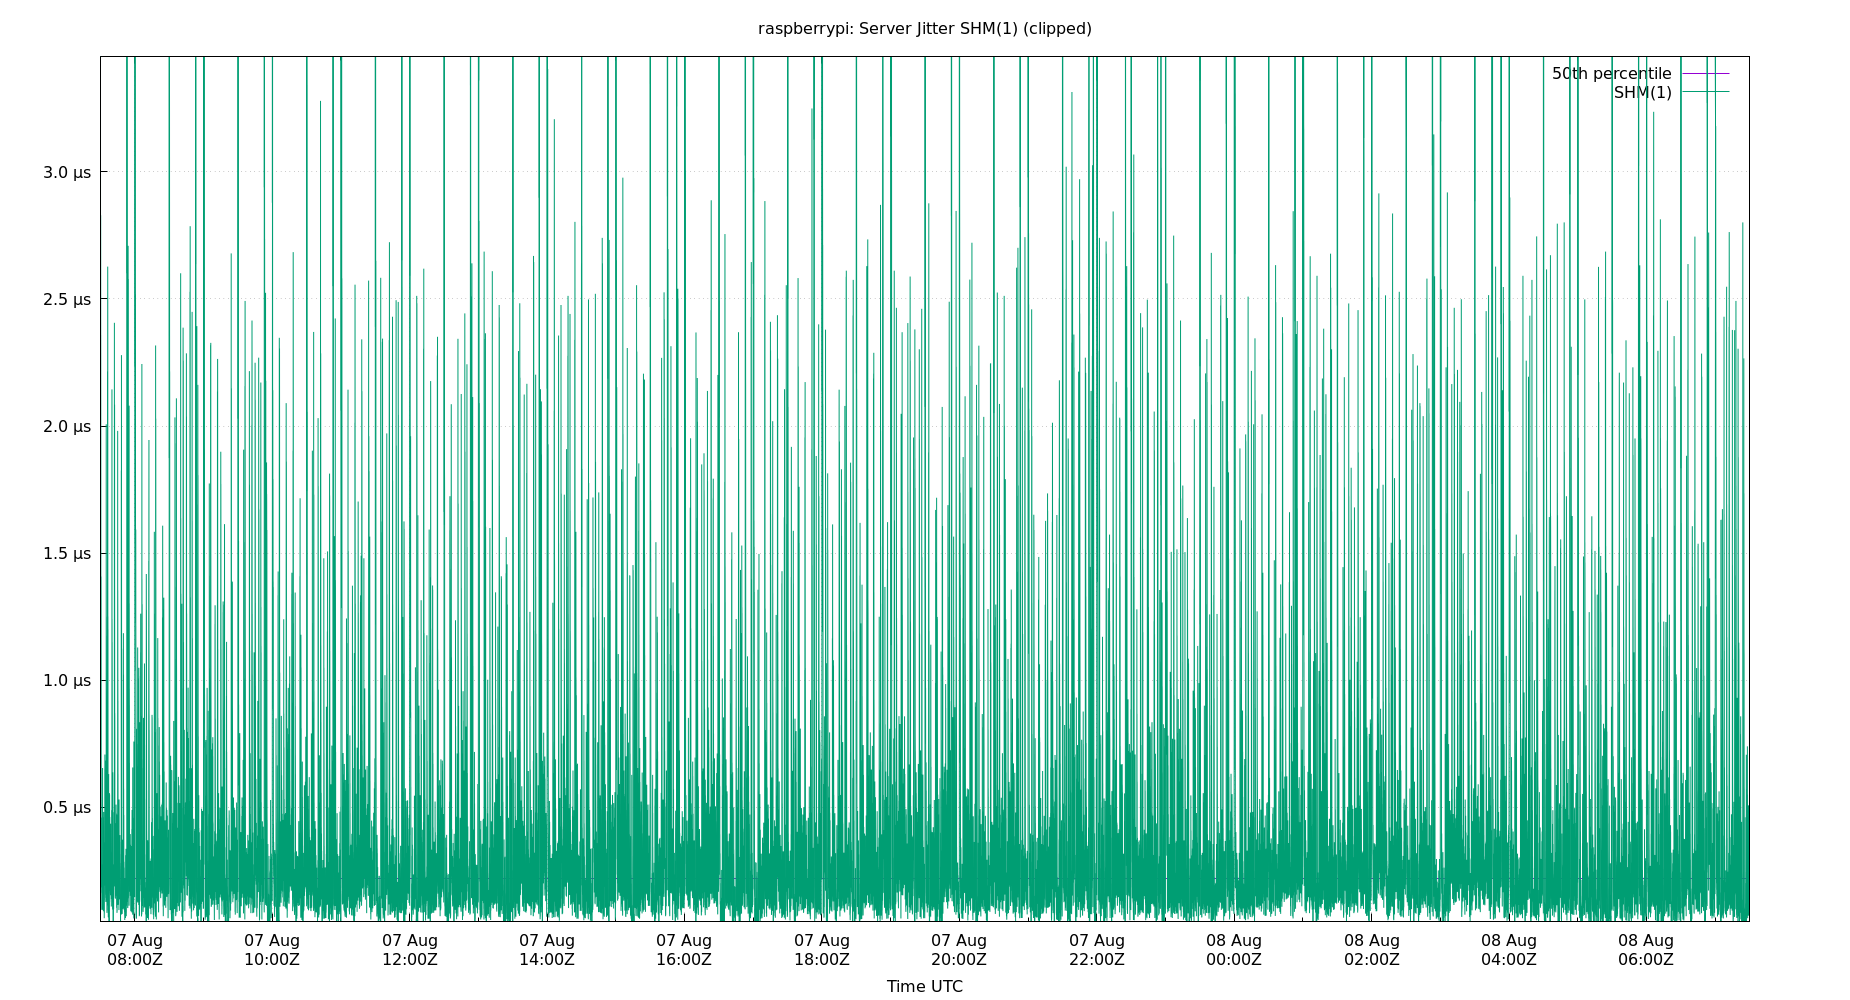 raspberrypi: Server Jitter SHM(1) (clipped)
50th percentile
SHM(1)
3.0 µs
2.5 µs
2.0 µs
1.5 µs
1.0 µs
0.5 µs
07 Aug 07 Aug 07 Aug 07 Aug 07 Aug 07 Aug 07 Aug 07 Aug 08 Aug 08 Aug 08 Aug 08 Aug
08:00Z 10:00Z 12:00Z 14:00Z 16:00Z 18:00Z 20:00Z 22:00Z 00:00Z 02:00Z 04:00Z 06:00Z
Time UTC